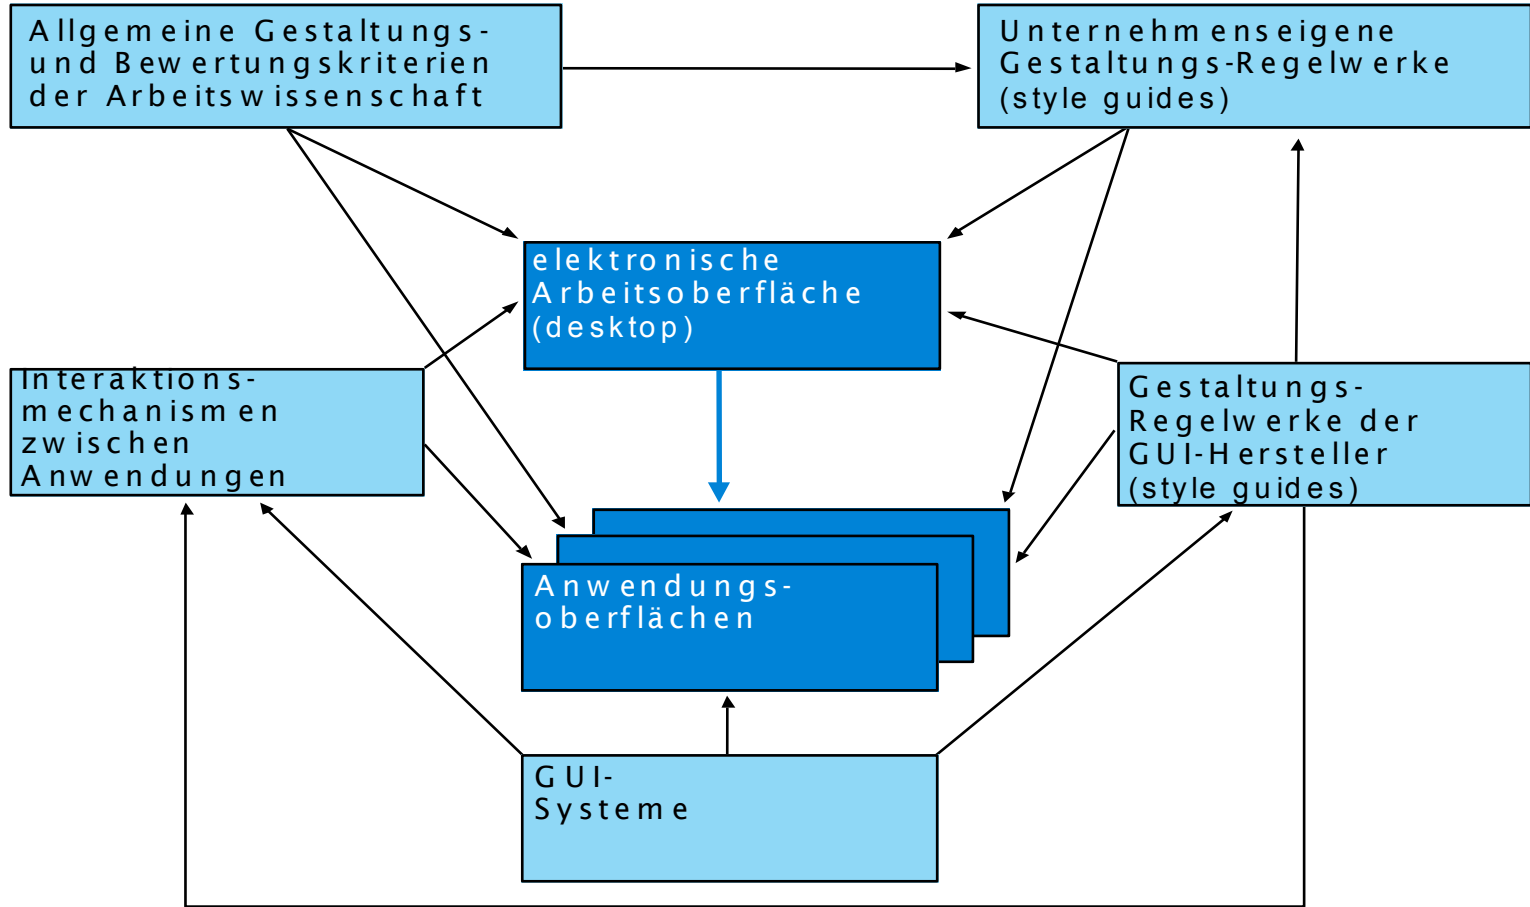 Allgemeine Gestaltungs-
und Bewertungskriterien
der Arbeitswissenschaft
Unternehmenseigene
Gestaltungs-Regelwerke
(style guides)
elektronische
Arbeitsoberfläche
(desktop)
Interaktions-
mechanismen
zwischen
Anwendungen
Gestaltungs-
Regelwerke der
GUI-Hersteller
(style guides)
Anwendungs-
oberflächen
GUI-
Systeme